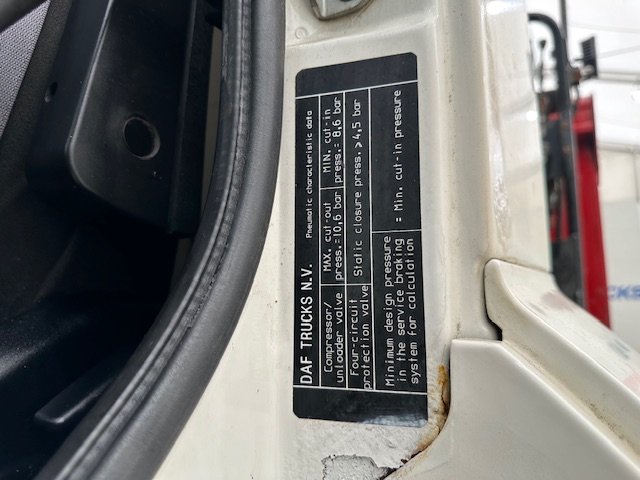 DAF TRUCKS N.V. Pneumatic characteristic data
Compressor/ MAX. cut-out MIN. cut-in
unloader valve press.=10,6 bar press.= 8,6 bar
Four-circuit Static closure press. ≥ 4,5 bar
protection valve
Minimum design pressure
in the service braking = Min. cut-in pressure
system for calculation